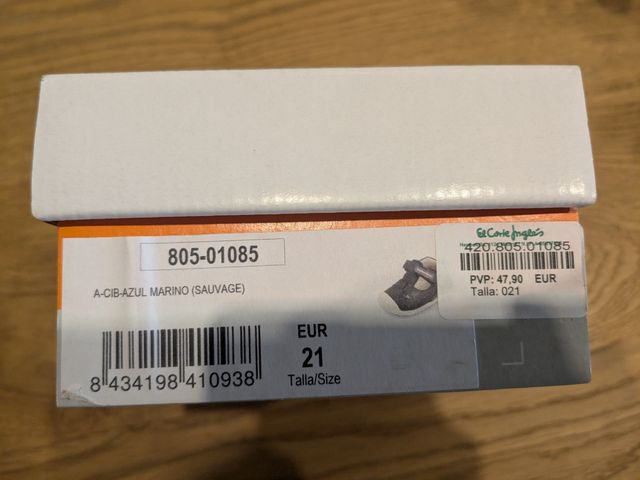 805-01085
A-CIB-AZUL MARINO (SAUVAGE)
8 434198 410938
EUR
21
Talla/Size
El Corte Inglés
420.805.01085
PVP: 47,90 EUR
Talla: 021